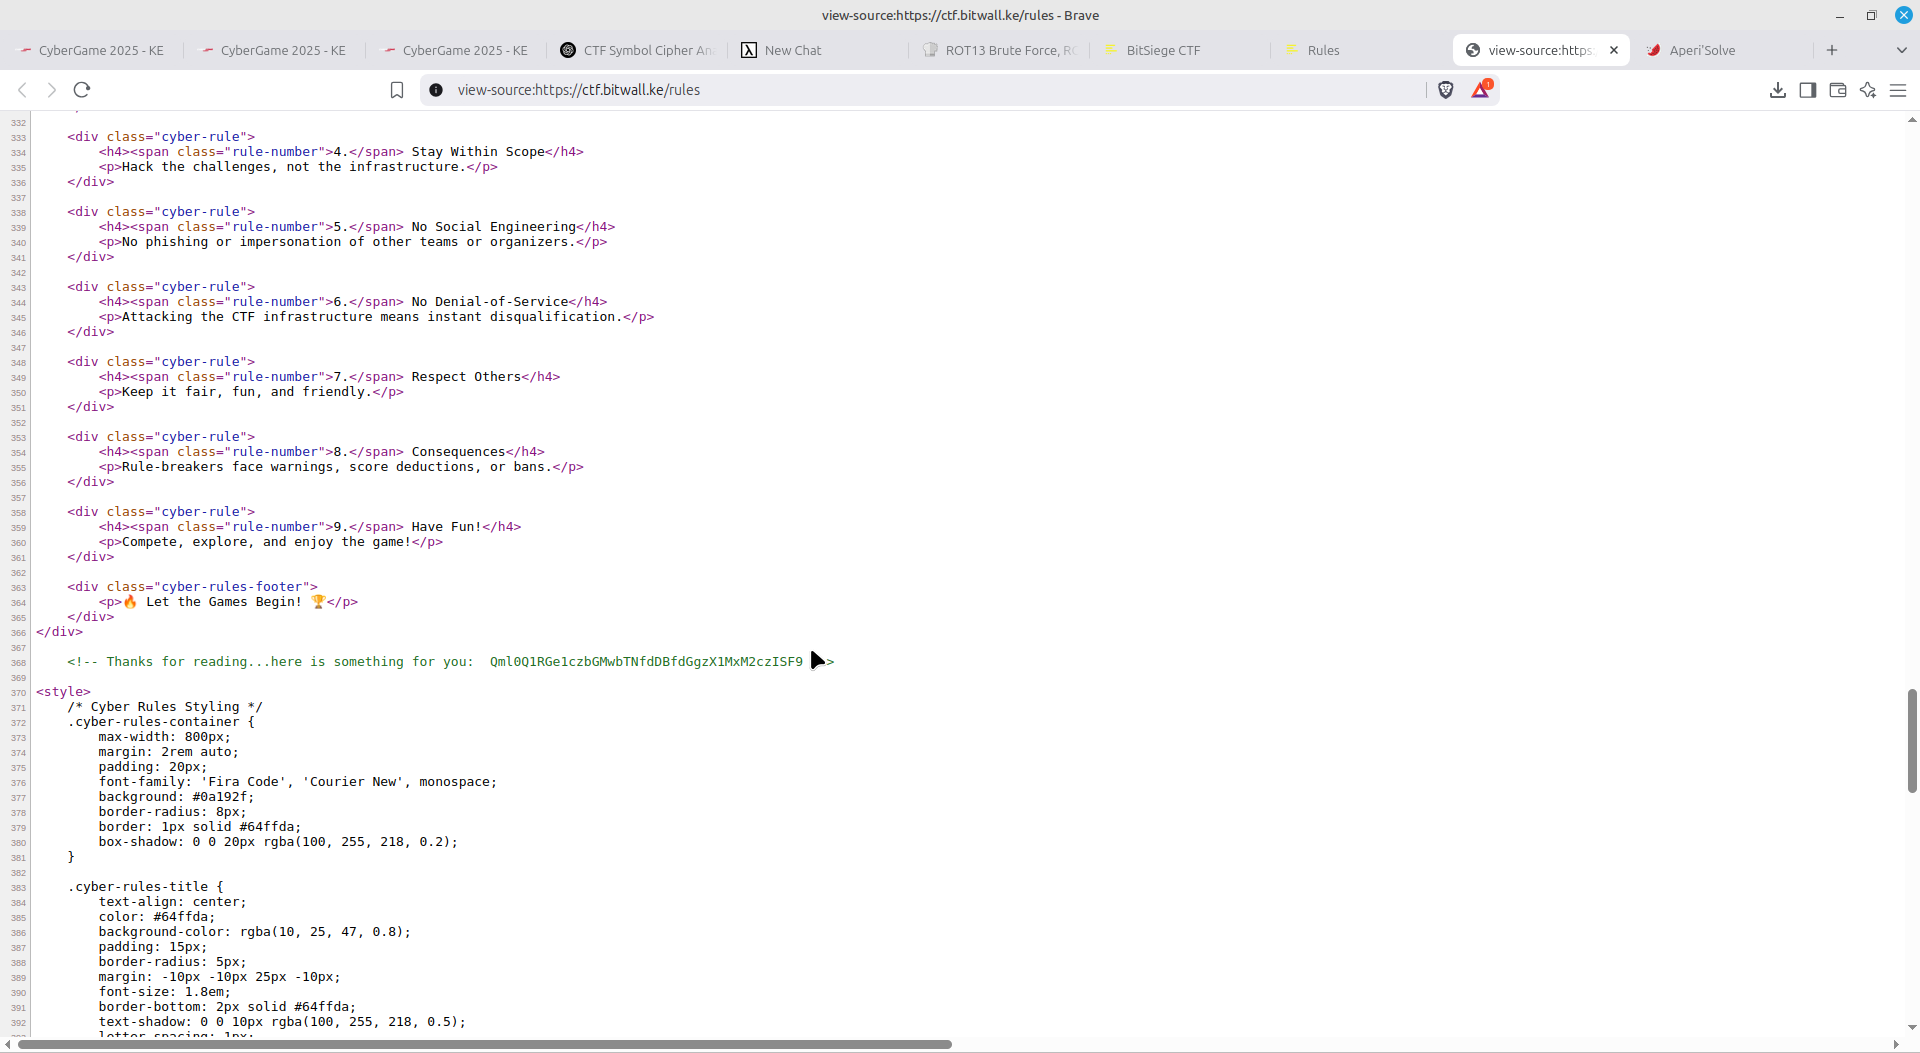 view-source:https://ctf.bitwall.ke/rules - Brave
CyberGame 2025 - KE
CyberGame 2025 - KE
CyberGame 2025 - KE
CTF Symbol Cipher An
New Chat
ROT13 Brute Force, RO
BitSiege CTF
Rules
view-source:https:
Aperi'Solve
view-source:https://ctf.bitwall.ke/rules
1
332
333 <div class="cyber-rule">
334 <h4><span class="rule-number">4.</span> Stay Within Scope</h4>
335 <p>Hack the challenges, not the infrastructure.</p>
336 </div>
337
338 <div class="cyber-rule">
339 <h4><span class="rule-number">5.</span> No Social Engineering</h4>
340 <p>No phishing or impersonation of other teams or organizers.</p>
341 </div>
342
343 <div class="cyber-rule">
344 <h4><span class="rule-number">6.</span> No Denial-of-Service</h4>
345 <p>Attacking the CTF infrastructure means instant disqualification.</p>
346 </div>
347
348 <div class="cyber-rule">
349 <h4><span class="rule-number">7.</span> Respect Others</h4>
350 <p>Keep it fair, fun, and friendly.</p>
351 </div>
352
353 <div class="cyber-rule">
354 <h4><span class="rule-number">8.</span> Consequences</h4>
355 <p>Rule-breakers face warnings, score deductions, or bans.</p>
356 </div>
357
358 <div class="cyber-rule">
359 <h4><span class="rule-number">9.</span> Have Fun!</h4>
360 <p>Compete, explore, and enjoy the game!</p>
361 </div>
362
363 <div class="cyber-rules-footer">
364 <p>🔥 Let the Games Begin! 🏆</p>
365 </div>
366 </div>
367
368 <!-- Thanks for reading...here is something for you: Qml0Q1RGe1czbGMwbTNfdDBfdGgzX1MxM2czISF9 >
369
370 <style>
371 /* Cyber Rules Styling */
372 .cyber-rules-container {
373 max-width: 800px;
374 margin: 2rem auto;
375 padding: 20px;
376 font-family: 'Fira Code', 'Courier New', monospace;
377 background: #0a192f;
378 border-radius: 8px;
379 border: 1px solid #64ffda;
380 box-shadow: 0 0 20px rgba(100, 255, 218, 0.2);
381 }
382
383 .cyber-rules-title {
384 text-align: center;
385 color: #64ffda;
386 background-color: rgba(10, 25, 47, 0.8);
387 padding: 15px;
388 border-radius: 5px;
389 margin: -10px -10px 25px -10px;
390 font-size: 1.8em;
391 border-bottom: 2px solid #64ffda;
392 text-shadow: 0 0 10px rgba(100, 255, 218, 0.5);